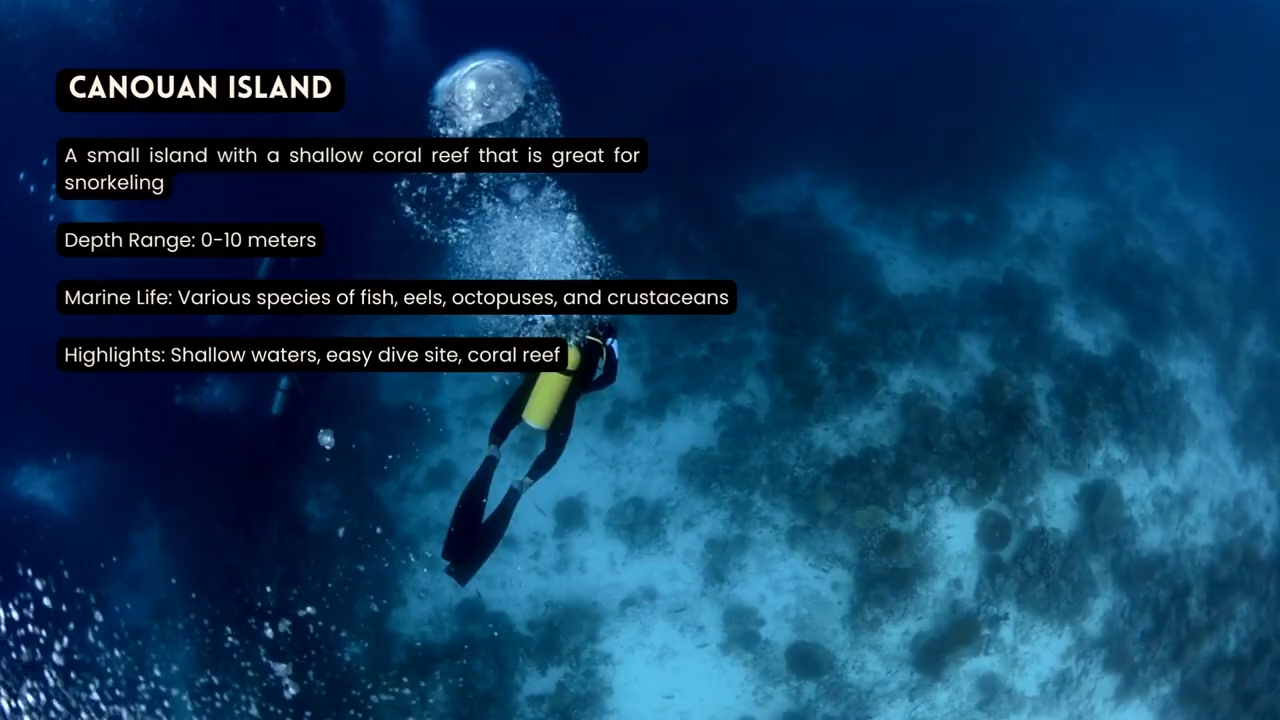 CANOUAN ISLAND
A small island with a shallow coral reef that is great for
snorkeling
Depth Range: 0-10 meters
Marine Life: Various species of fish, eels, octopuses, and crustaceans
Highlights: Shallow waters, easy dive site, coral reef